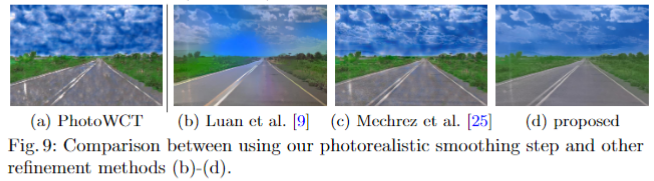 (a) PhotoWCT (b) Luan et al. [9] (c) Mechrez et al. [25] (d) proposed
Fig. 9: Comparison between using our photorealistic smoothing step and other
refinement methods (b)-(d).